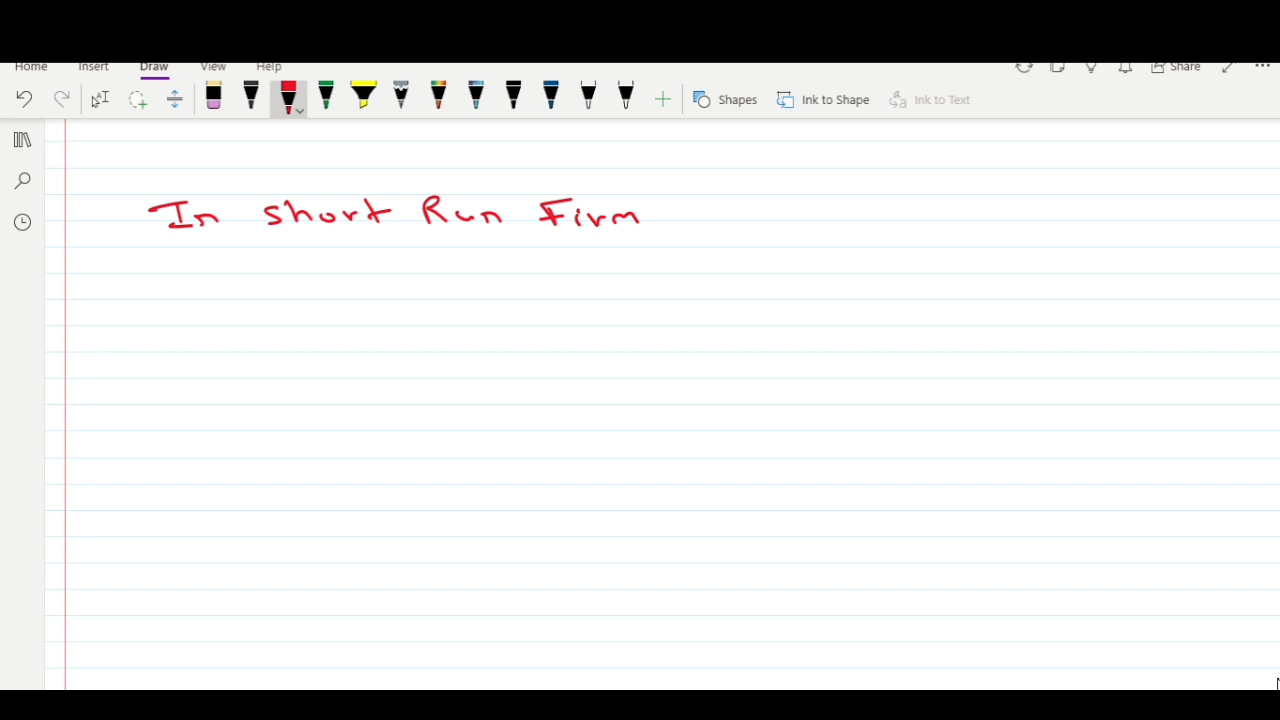 Home Insert Draw View Help Share
Shapes Ink to Shape Ink to Text
In short Run Firm